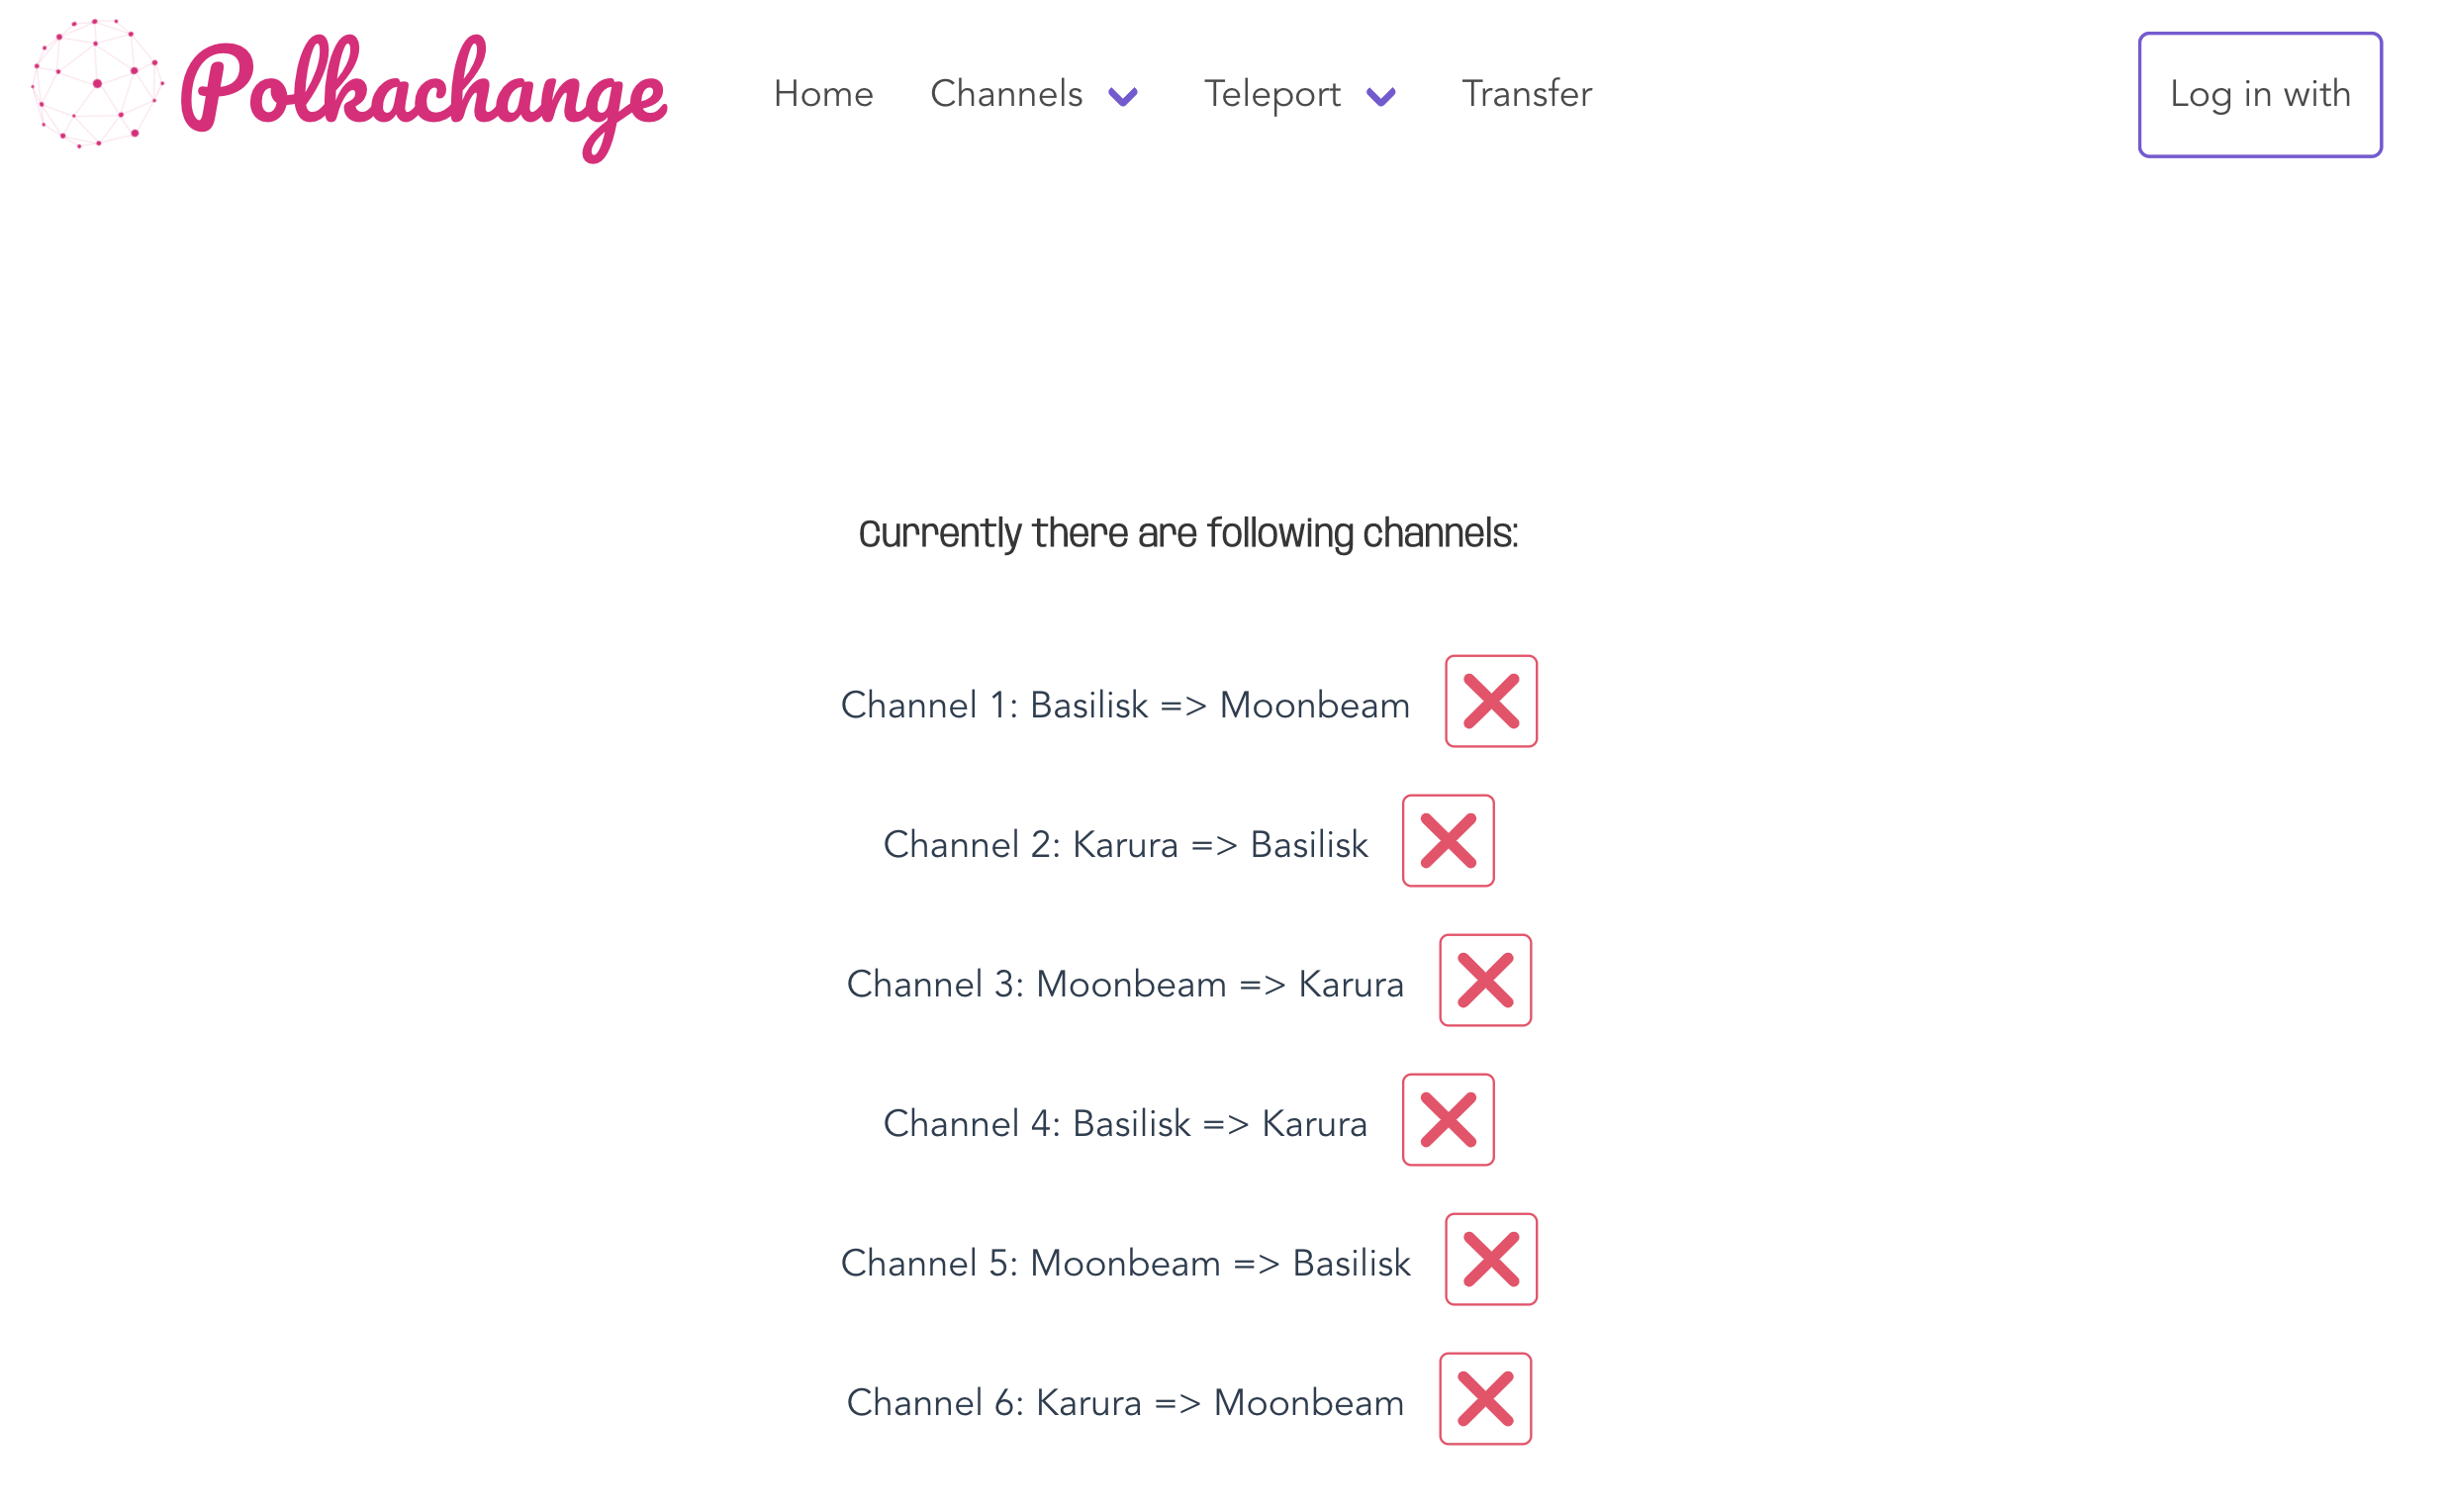 Polkachange
Home Channels Teleport Transfer
Log in with
Currently there are following channels:
Channel 1: Basilisk => Moonbeam
Channel 2: Karura => Basilisk
Channel 3: Moonbeam => Karura
Channel 4: Basilisk => Karura
Channel 5: Moonbeam => Basilisk
Channel 6: Karura => Moonbeam